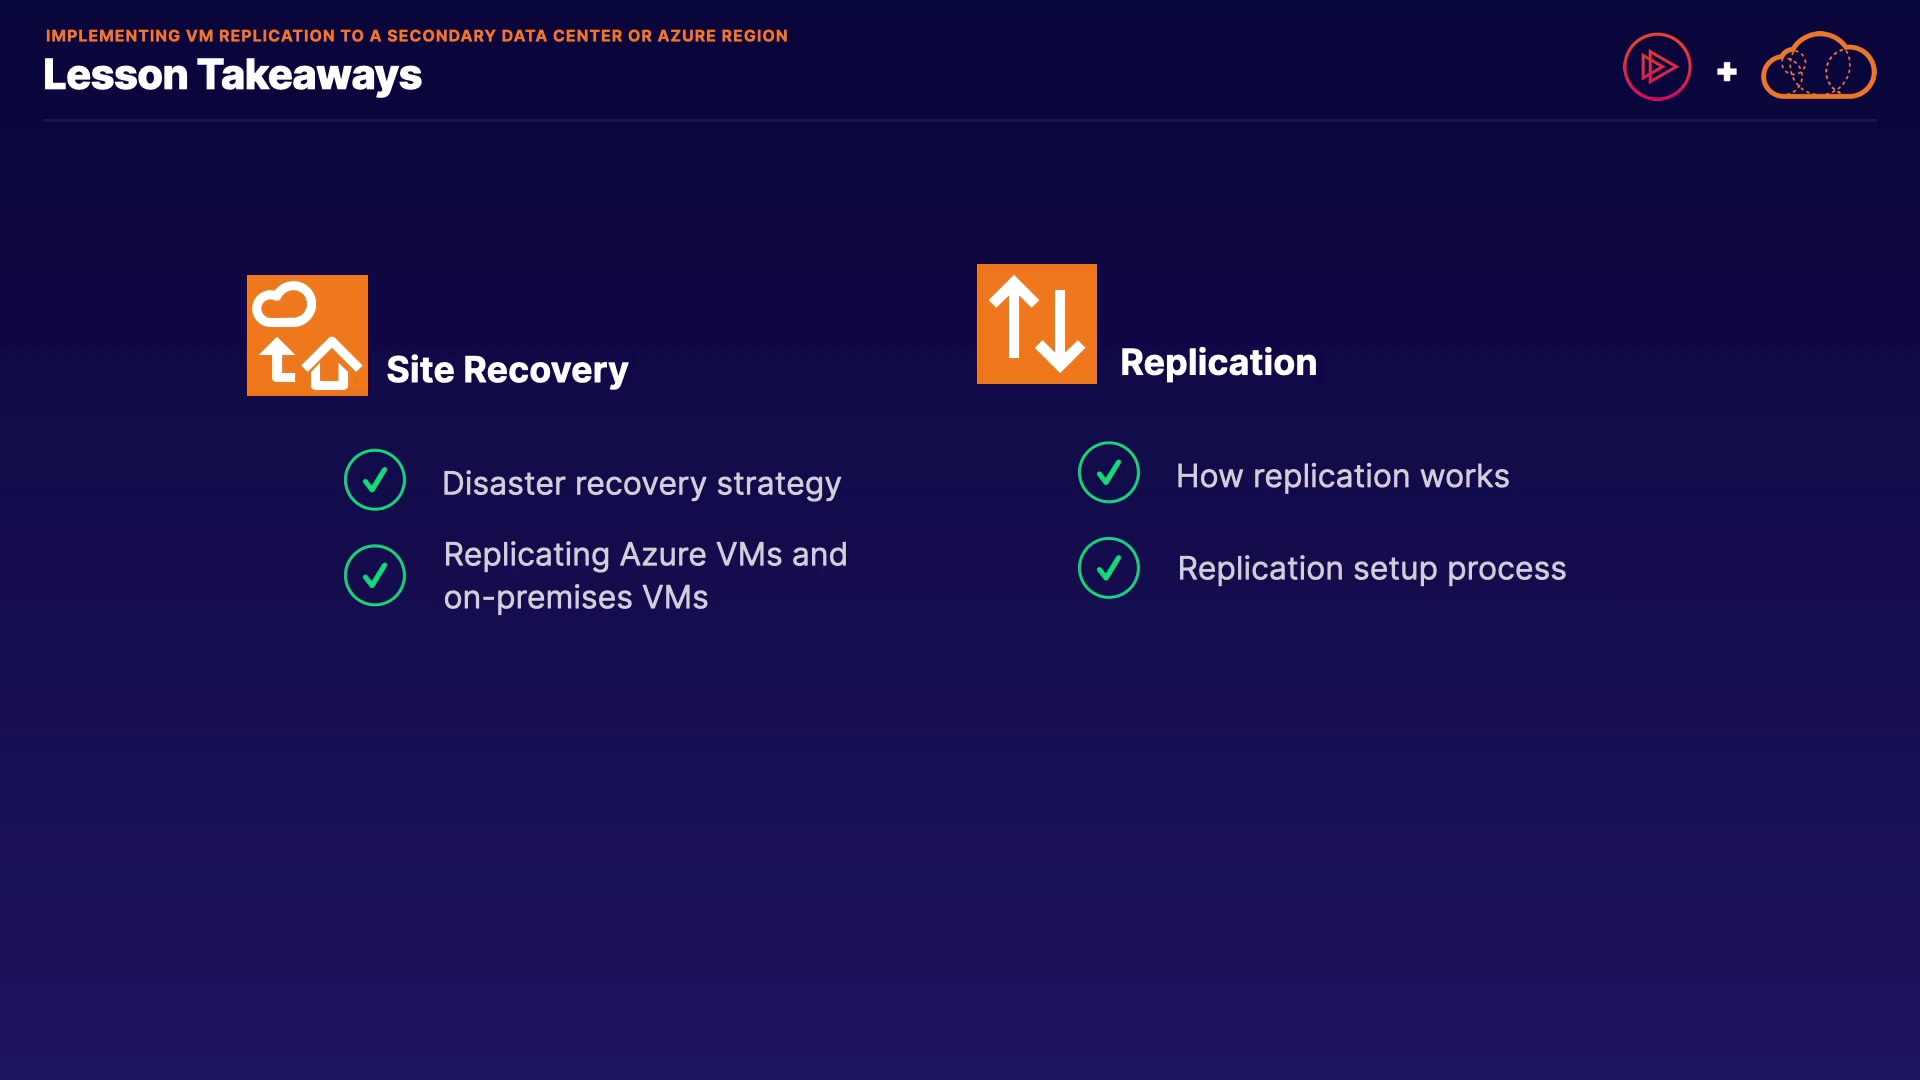 IMPLEMENTING VM REPLICATION TO A SECONDARY DATA CENTER OR AZURE REGION
Lesson Takeaways
Site Recovery
Disaster recovery strategy
Replicating Azure VMs and
on-premises VMs
Replication
How replication works
Replication setup process